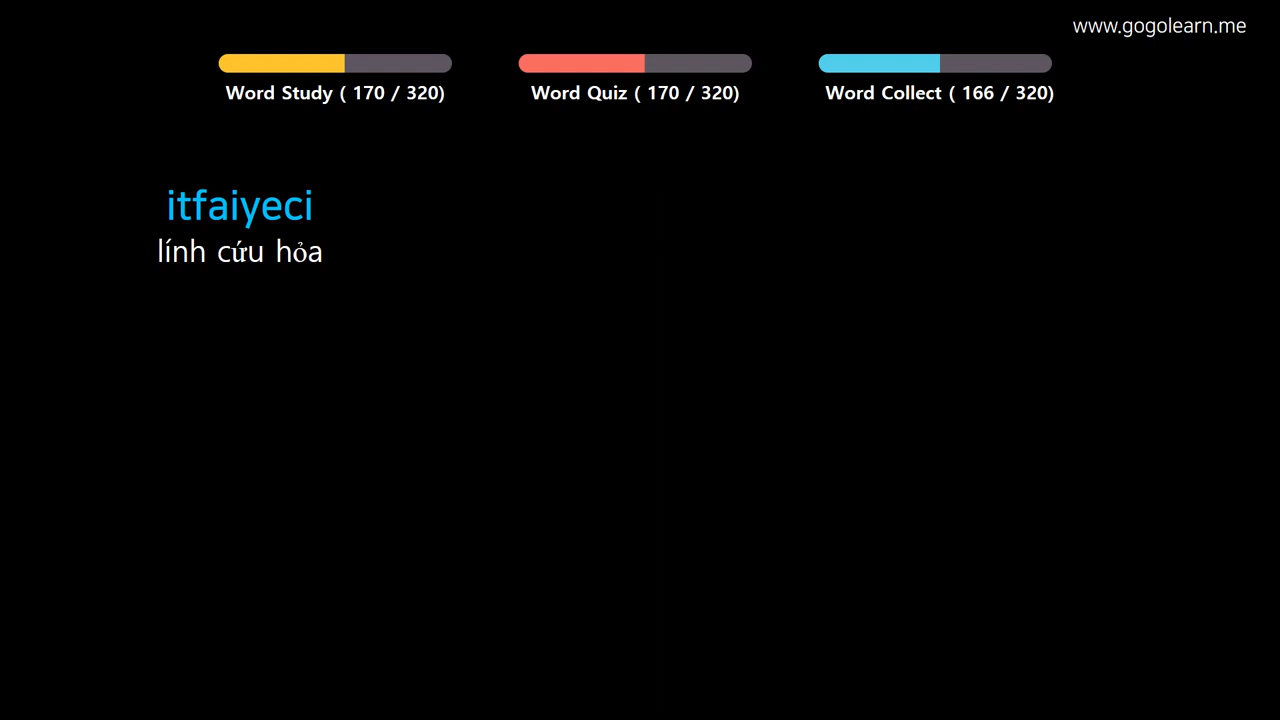 www.gogolearn.me
Word Study ( 170 / 320)
Word Quiz ( 170 / 320)
Word Collect ( 166 / 320)
itfaiyeci
lính cứu hỏa